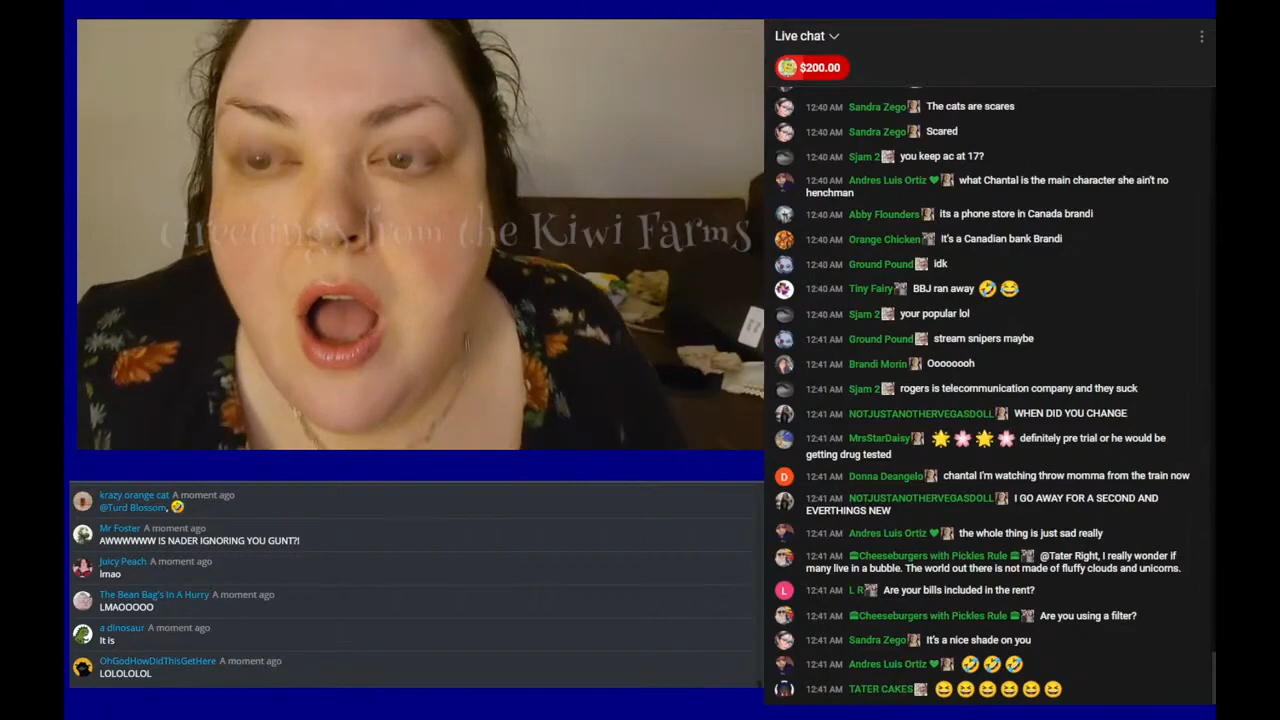 Greetings from the Kiwi Farms
krazy orange cat A moment ago
@Turd Blossom, 🤣
Mr Foster A moment ago
AWWWWWW IS NADER IGNORING YOU GUNT?!
Juicy Peach A moment ago
lmao
The Bean Bag's In A Hurry A moment ago
LMAOOOOO
a dinosaur A moment ago
It is
OhGodHowDidThisGetHere A moment ago
LOLOLOLOL
Live chat
$200.00
12:40 AM Sandra Zego The cats are scares
12:40 AM Sandra Zego Scared
12:40 AM Sjam 2 you keep ac at 17?
12:40 AM Andres Luis Ortiz 💚 what Chantal is the main character she ain't no
henchman
12:40 AM Abby Flounders its a phone store in Canada brandi
12:40 AM Orange Chicken It's a Canadian bank Brandi
12:40 AM Ground Pound idk
12:40 AM Tiny Fairy BBJ ran away 🤣 😂
12:40 AM Sjam 2 your popular lol
12:40 AM Ground Pound stream snipers maybe
12:41 AM Brandi Morin Oooooooh
12:41 AM Sjam 2 rogers is telecommunication company and they suck
12:41 AM NOTJUSTANOTHERVEGASDOLL WHEN DID YOU CHANGE
12:41 AM MrsStarDaisy 🌟 🌸 🌟 🌸 definitely pre trial or he would be
getting drug tested
12:41 AM Donna Deangelo chantal I'm watching throw momma from the train now
12:41 AM NOTJUSTANOTHERVEGASDOLL I GO AWAY FOR A SECOND AND
EVERTHINGS NEW
12:41 AM Andres Luis Ortiz 💚 the whole thing is just sad really
12:41 AM 🍔Cheeseburgers with Pickles Rule 🍔 @Tater Right, I really wonder if
many live in a bubble. The world out there is not made of fluffy clouds and unicorns.
12:41 AM L R Are your bills included in the rent?
12:41 AM 🍔Cheeseburgers with Pickles Rule 🍔 Are you using a filter?
12:41 AM Sandra Zego It's a nice shade on you
12:41 AM Andres Luis Ortiz 💚 🤣 🤣 🤣
12:41 AM TATER CAKES 😆 😆 😆 😆 😆 😆